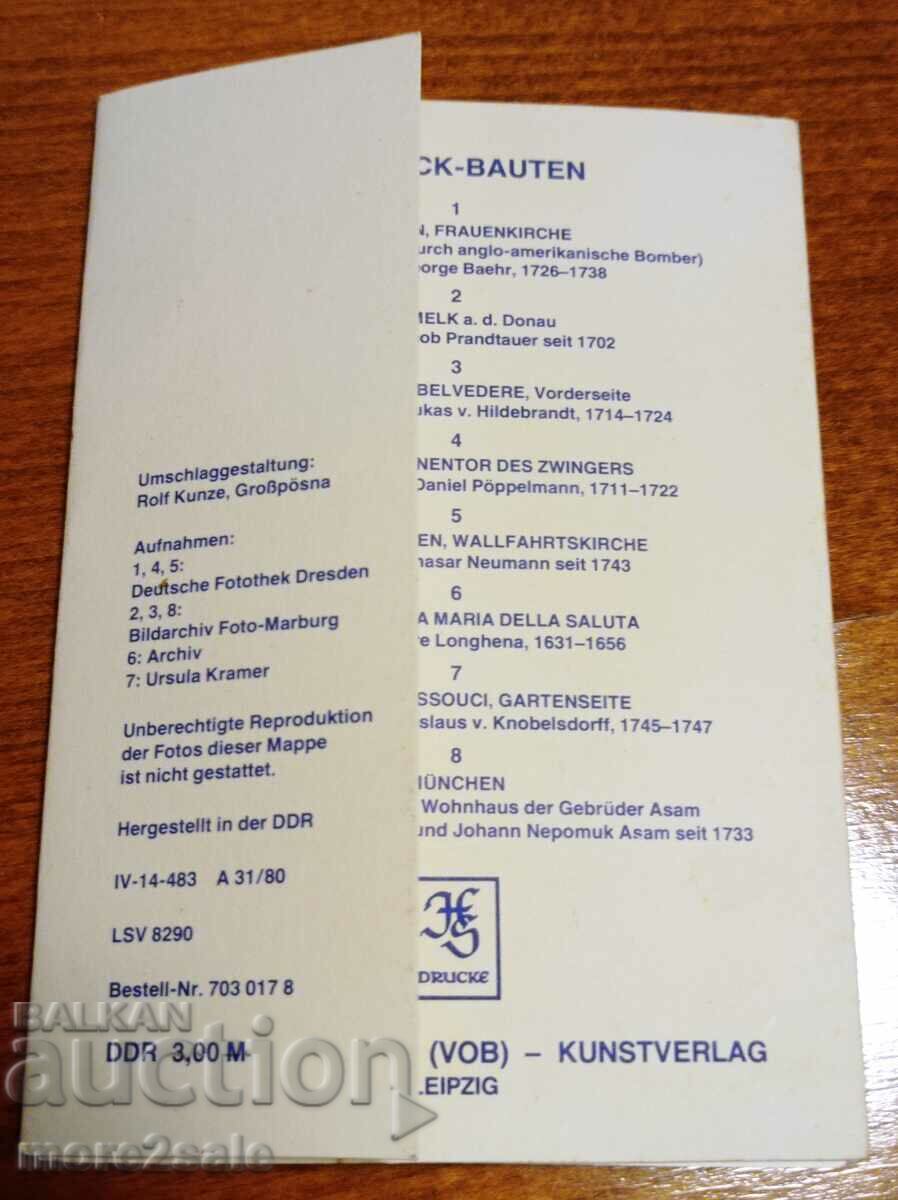 Umschlaggestaltung:
Rolf Kunze, Großpösna
Aufnahmen:
1, 4, 5:
Deutsche Fotothek Dresden
2, 3, 8:
Bildarchiv Foto-Marburg
6: Archiv
7: Ursula Kramer
Unberechtigte Reproduktion
der Fotos dieser Mappe
ist nicht gestattet.
Hergestellt in der DDR
IV-14-483 A 31/80
LSV 8290
Bestell-Nr. 703 017 8
DDR 3,00 M
CK-BAUTEN
1
N, FRAUENKIRCHE
urch anglo-amerikanische Bomber)
eorge Baehr, 1726–1738
2
MELK a. d. Donau
ob Prandtauer seit 1702
3
BELVEDERE, Vorderseite
ukas v. Hildebrandt, 1714–1724
4
NENTOR DES ZWINGERS
Daniel Pöppelmann, 1711–1722
5
EN, WALLFAHRTSKIRCHE
hasar Neumann seit 1743
6
A MARIA DELLA SALUTA
re Longhena, 1631–1656
7
SSOUCI, GARTENSEITE
slaus v. Knobelsdorff, 1745–1747
8
MÜNCHEN
Wohnhaus der Gebrüder Asam
und Johann Nepomuk Asam seit 1733
HS
DRUCKE
(VOB) – KUNSTVERLAG
LEIPZIG
BALKAN
auction
more2sale